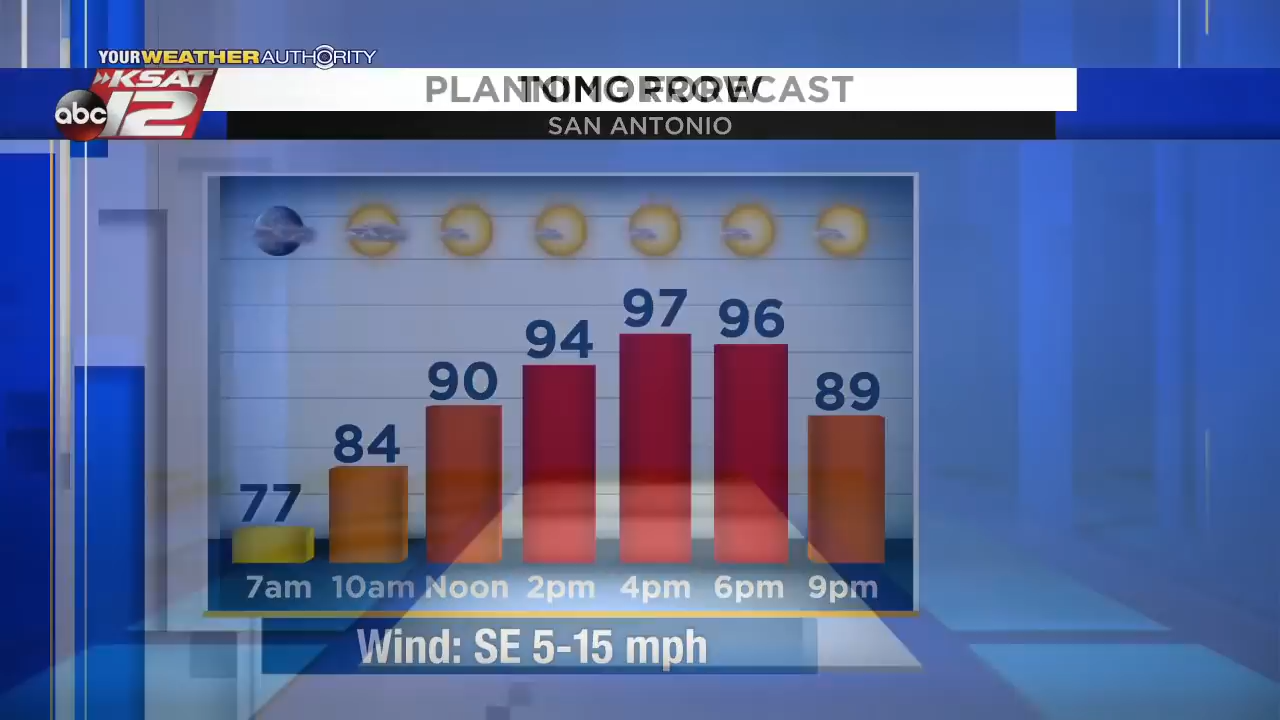 YOURWEATHERAUTHORITY
KSAT
abc 12
TOMORROW
SAN ANTONIO
77 84 90 94 97 96 89
7am 10am Noon 2pm 4pm 6pm 9pm
Wind: SE 5-15 mph